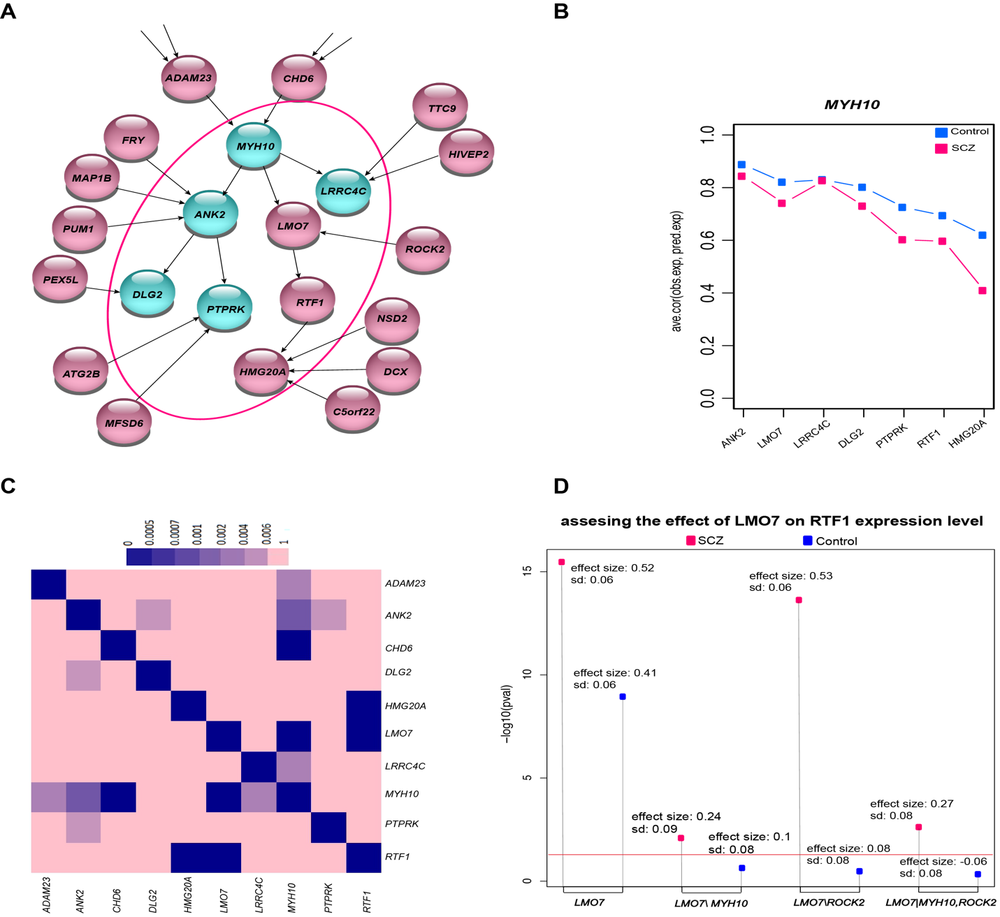 A
ADAM23
CHD6
TTC9
FRY
MYH10
HIVEP2
MAP1B
LRRC4C
ANK2
PUM1
LMO7
ROCK2
PEX5L
DLG2
PTPRK
RTF1
NSD2
ATG2B
HMG20A
DCX
C5orf22
MFSD6
B
MYH10
Control
SCZ
ave.cor(obs.exp, pred.exp)
1.0
0.8
0.6
0.4
0.2
0.0
ANK2
LMO7
LRRC4C
DLG2
PTPRK
RTF1
HMG20A
C
0
0.0005
0.0007
0.001
0.002
0.004
0.006
1
ADAM23
ANK2
CHD6
DLG2
HMG20A
LMO7
LRRC4C
MYH10
PTPRK
RTF1
ADAM23
ANK2
CHD6
DLG2
HMG20A
LMO7
LRRC4C
MYH10
PTPRK
RTF1
D
assesing the effect of LMO7 on RTF1 expression level
SCZ
Control
−log10(pval)
15
10
5
0
effect size: 0.52
sd: 0.06
effect size: 0.41
sd: 0.06
effect size: 0.24
sd: 0.09
effect size: 0.1
sd: 0.08
effect size: 0.53
sd: 0.06
effect size: 0.08
sd: 0.08
effect size: 0.27
sd: 0.08
effect size: -0.06
sd: 0.08
LMO7
LMO7\ MYH10
LMO7\ROCK2
LMO7|MYH10,ROCK2